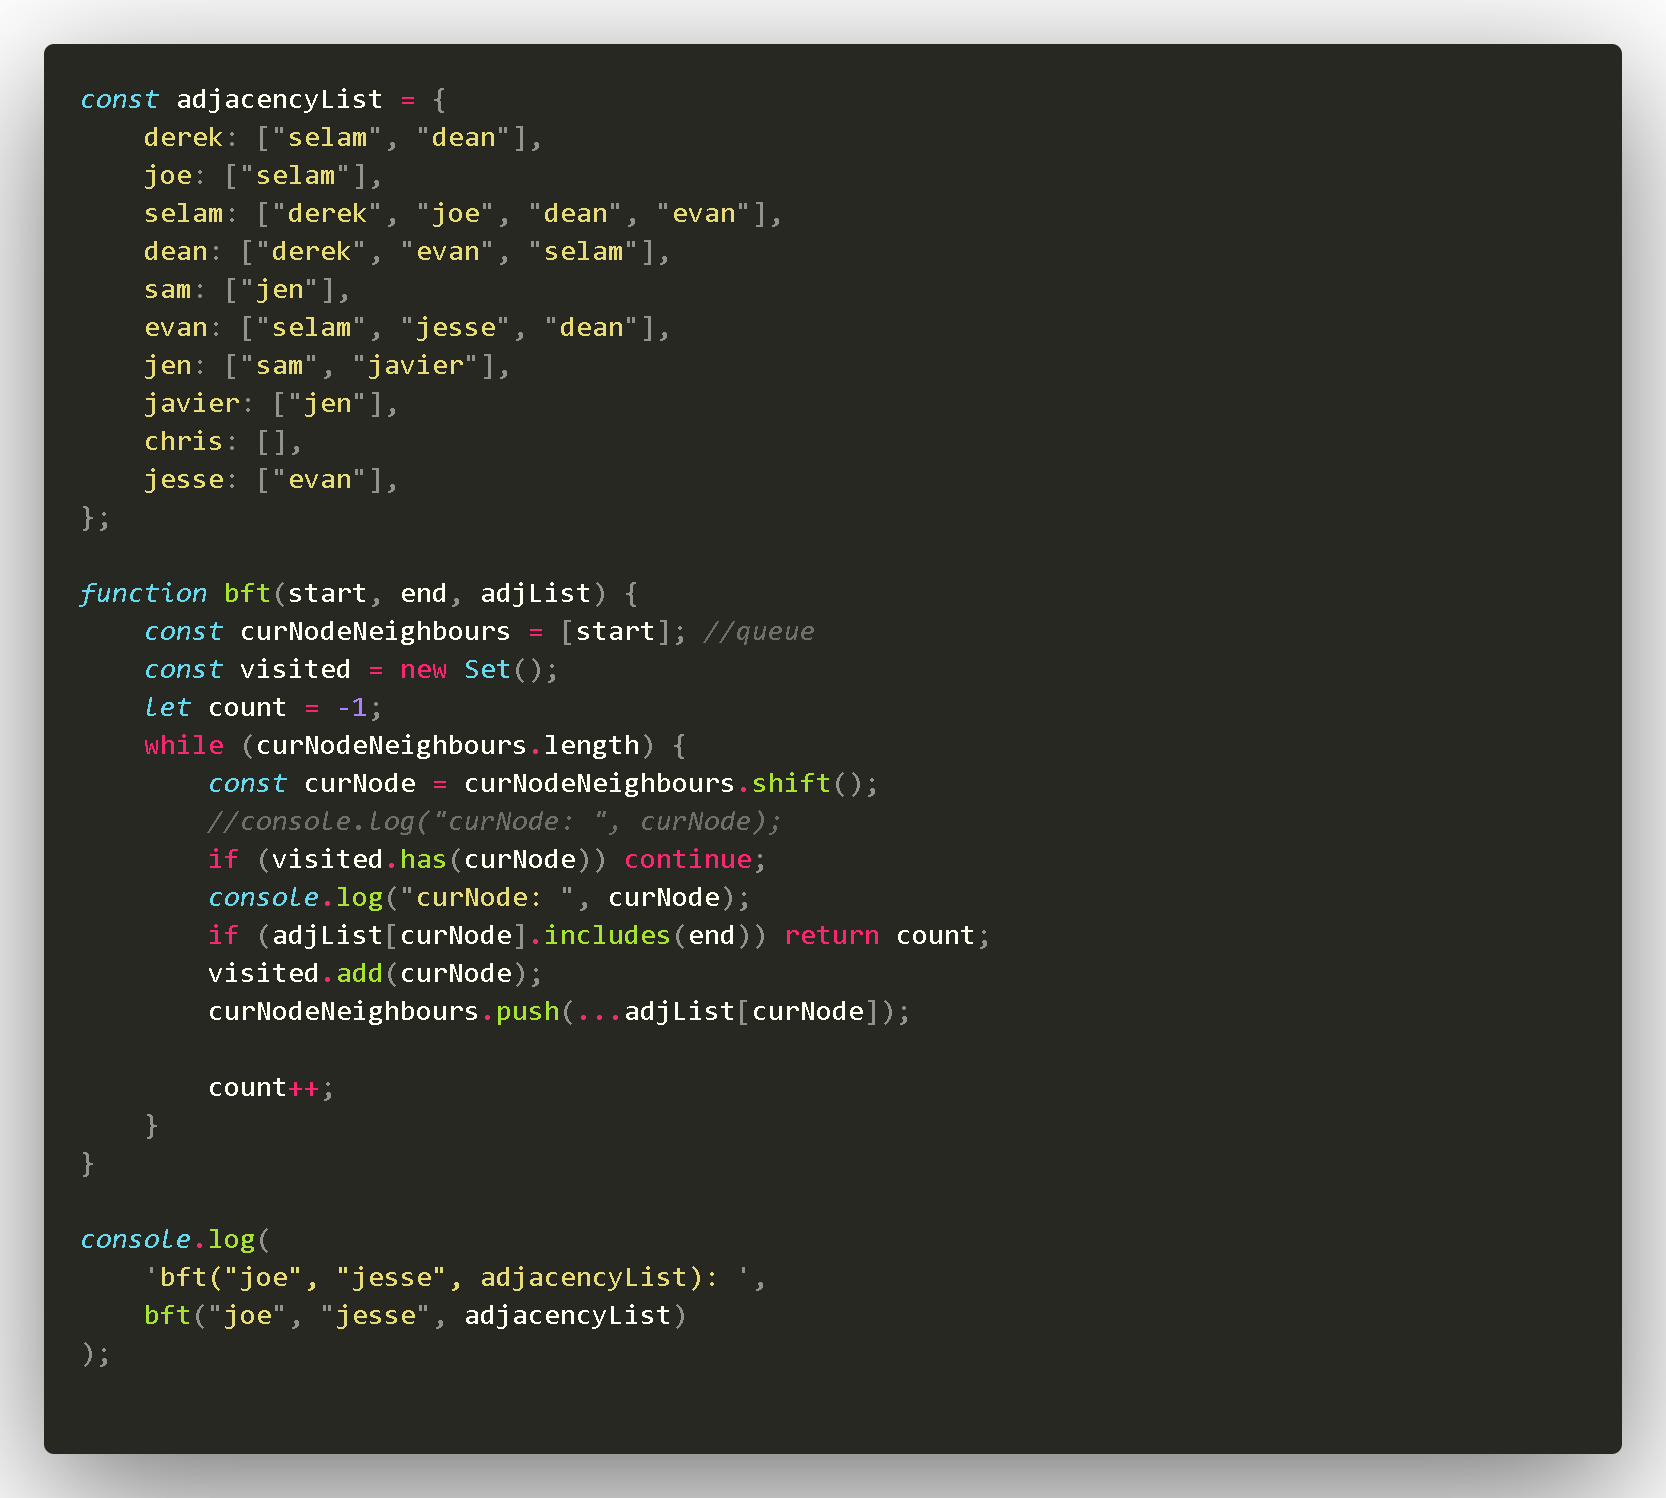 const adjacencyList = {
    derek: ["selam", "dean"],
    joe: ["selam"],
    selam: ["derek", "joe", "dean", "evan"],
    dean: ["derek", "evan", "selam"],
    sam: ["jen"],
    evan: ["selam", "jesse", "dean"],
    jen: ["sam", "javier"],
    javier: ["jen"],
    chris: [],
    jesse: ["evan"],
};

function bft(start, end, adjList) {
    const curNodeNeighbours = [start]; //queue
    const visited = new Set();
    let count = -1;
    while (curNodeNeighbours.length) {
        const curNode = curNodeNeighbours.shift();
        //console.log("curNode: ", curNode);
        if (visited.has(curNode)) continue;
        console.log("curNode: ", curNode);
        if (adjList[curNode].includes(end)) return count;
        visited.add(curNode);
        curNodeNeighbours.push(...adjList[curNode]);

        count++;
    }
}

console.log(
    'bft("joe", "jesse", adjacencyList): ',
    bft("joe", "jesse", adjacencyList)
);